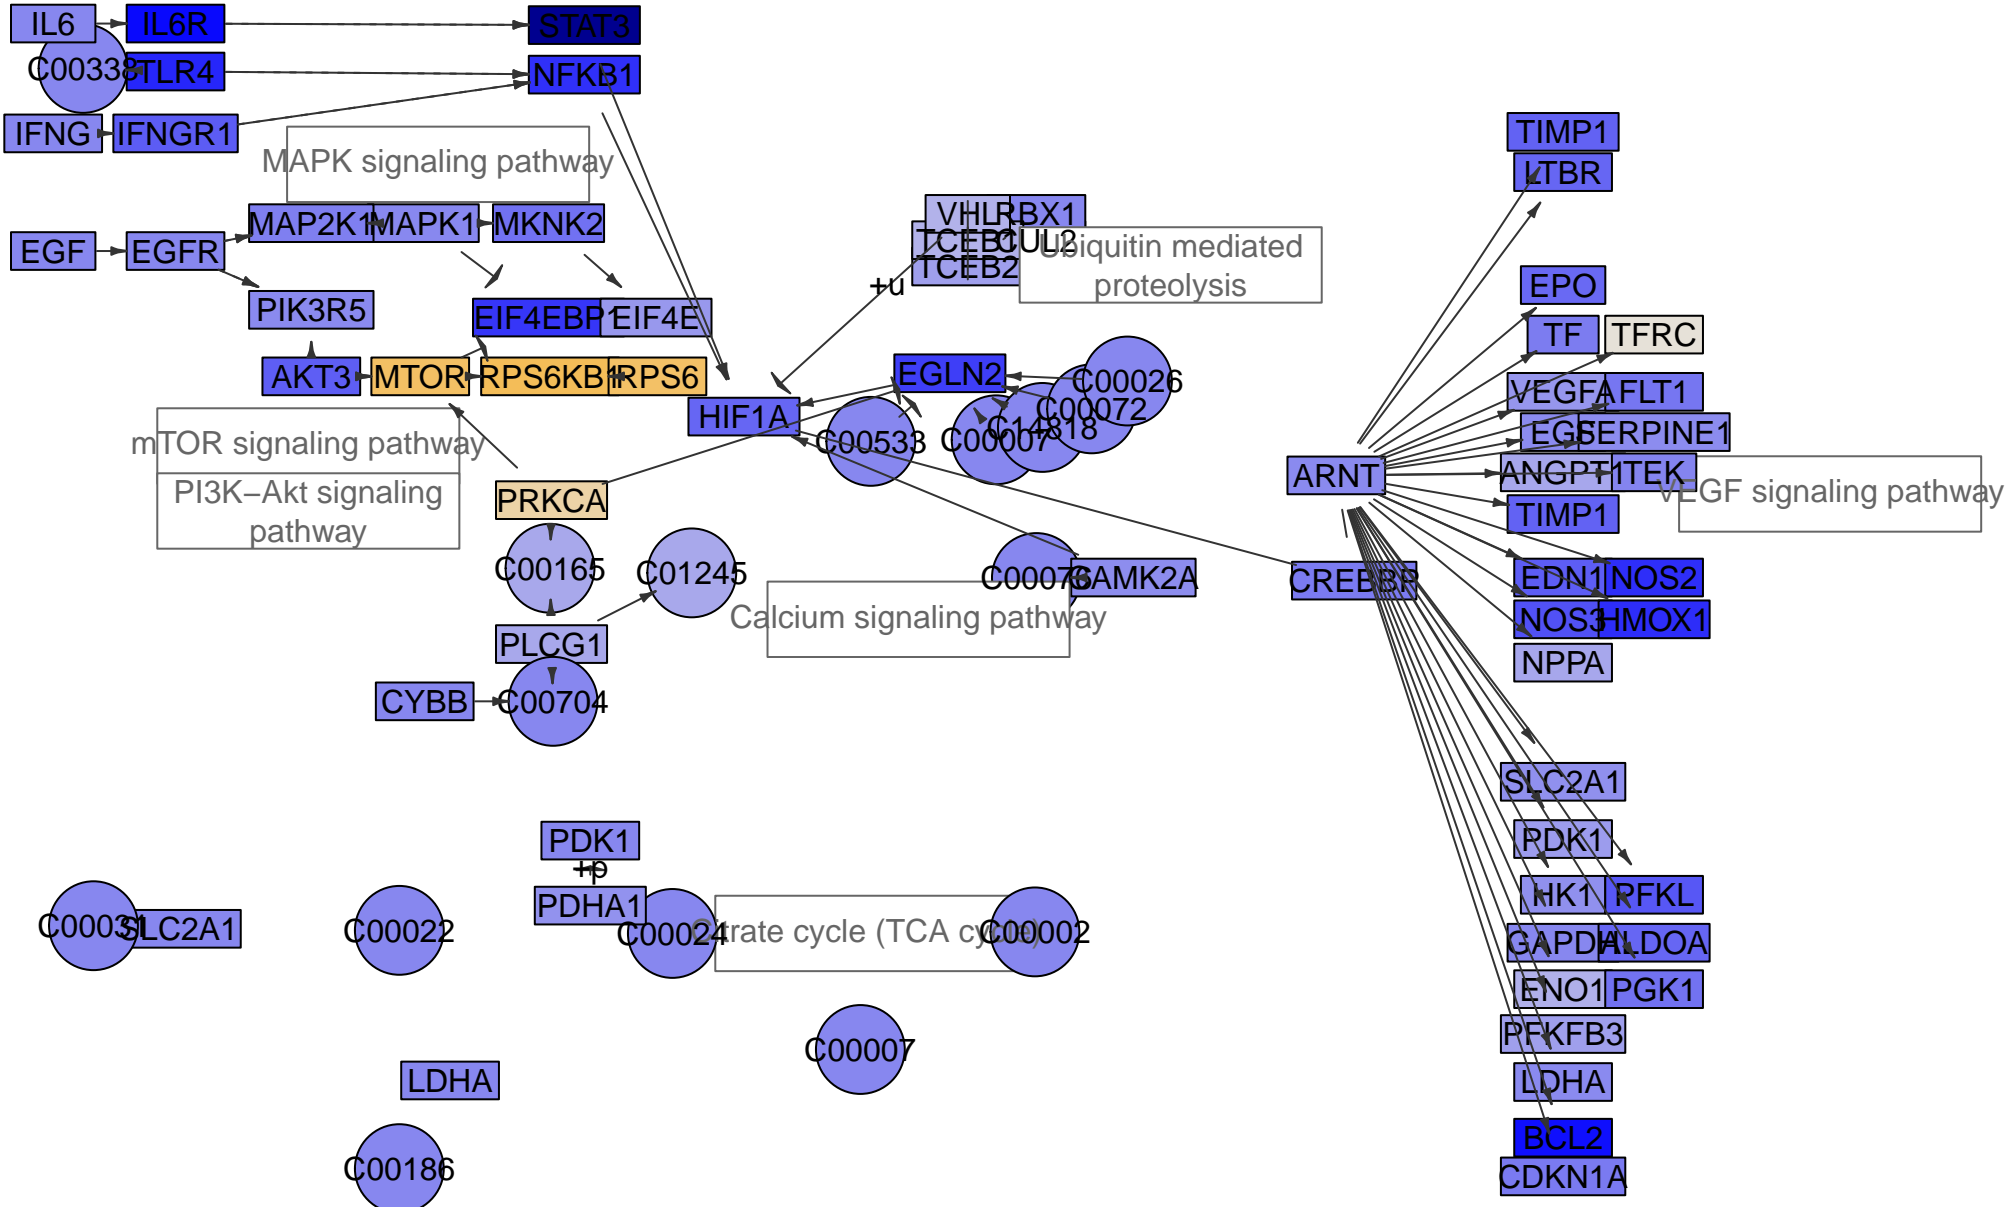 IL6
IL6R
STAT3
C00338
TLR4
NFKB1
IFNG
IFNGR1
MAPK signaling pathway
TIMP1
LTBR
MAP2K1
MAPK1
MKNK2
VHL
RBX1
TCEB1
CUL2
TCEB2
Ubiquitin mediated
proteolysis
+u
EGF
EGFR
PIK3R5
EIF4EBP1
EIF4E
EPO
TF
TFRC
AKT3
MTOR
RPS6KB1
RPS6
EGLN2
C00026
C00072
C14818
C00007
C00533
HIF1A
VEGFA
FLT1
EGF
SERPINE1
mTOR signaling pathway
PI3K–Akt signaling
pathway
PRKCA
ARNT
ANGPT1
TEK
VEGF signaling pathway
TIMP1
C00165
C01245
C00076
CAMK2A
CREBBP
EDN1
NOS2
Calcium signaling pathway
NOS3
HMOX1
PLCG1
NPPA
CYBB
C00704
SLC2A1
PDK1
+p
PDK1
HK1
PFKL
PDHA1
C00031
SLC2A1
C00022
C00024
Citrate cycle (TCA cycle)
C00002
GAPDH
ALDOA
ENO1
PGK1
PFKFB3
C00007
LDHA
LDHA
BCL2
C00186
CDKN1A